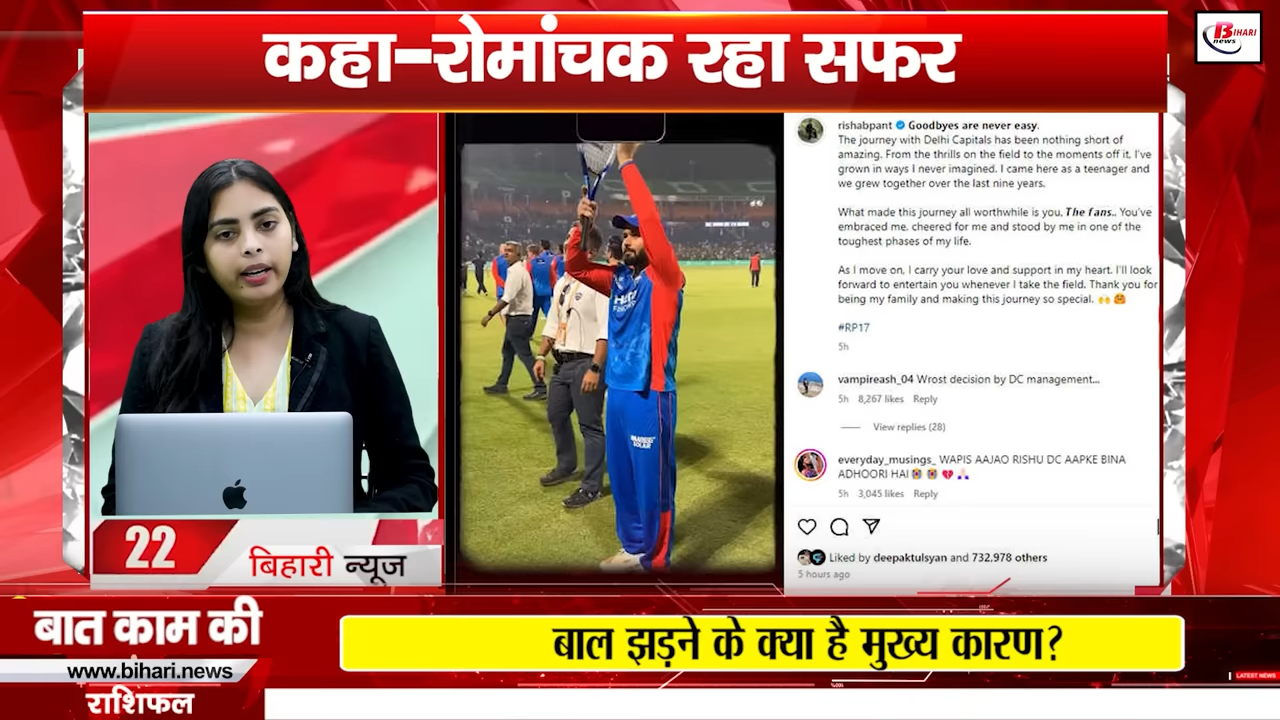 कहा-रोमांचक रहा सफर
BIHARI
news
rishabpant Goodbyes are never easy.
The journey with Delhi Capitals has been nothing short of
amazing. From the thrills on the field to the moments off it, I've
grown in ways I never imagined. I came here as a teenager and
we grew together over the last nine years.
What made this journey all worthwhile is you, The fans.. You've
embraced me, cheered for me and stood by me in one of the
toughest phases of my life.
As I move on, I carry your love and support in my heart. I'll look
forward to entertain you whenever I take the field. Thank you for
being my family and making this journey so special. 🙌 🤗
#RP17
5h
vampireash_04 Wrost decision by DC management...
5h 8,267 likes Reply
View replies (28)
everyday_musings_ WAPIS AAJAO RISHU DC AAPKE BINA
ADHOORI HAI 😭 😭 💔 🙏🏻
5h 3,045 likes Reply
Liked by deepaktulsyan and 732,978 others
5 hours ago
22
बिहारी न्यूज
बात काम की
www.bihari.news
राशिफल
बाल झड़ने के क्या है मुख्य कारण?
LATEST NEWS